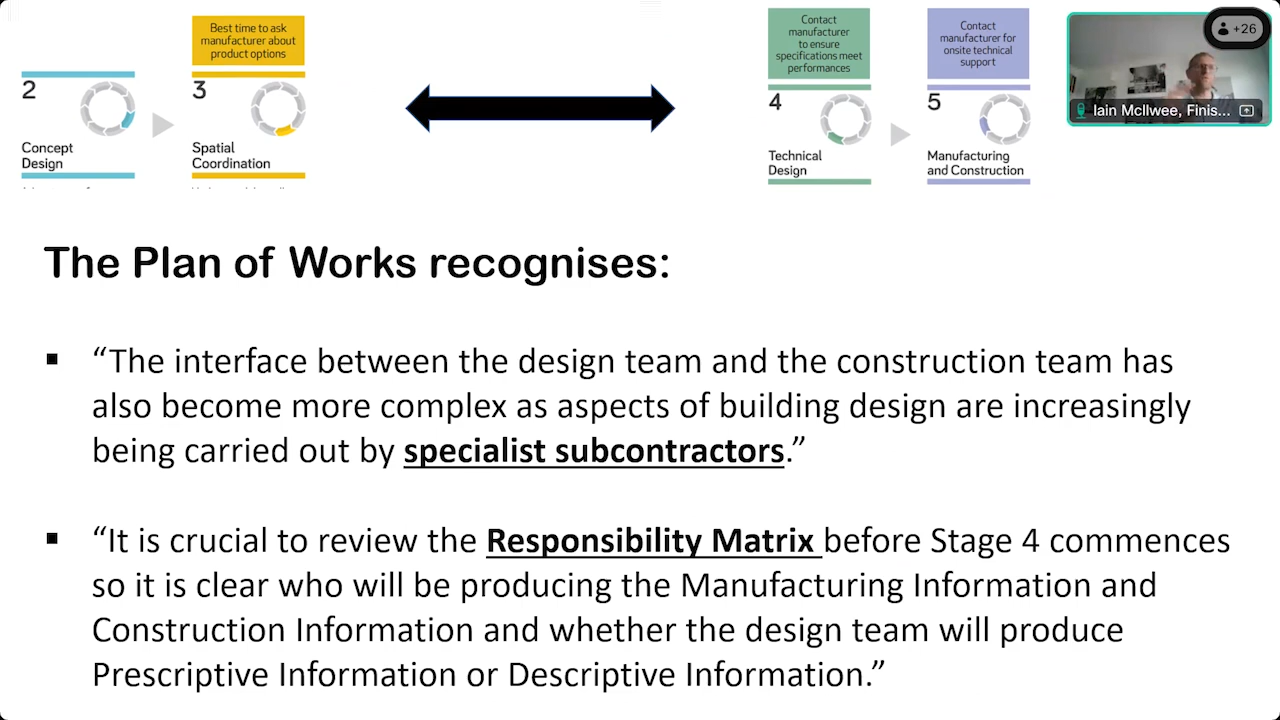 Best time to ask
manufacturer about
product options
2
3
Concept
Design
Spatial
Coordination
Contact
manufacturer
to ensure
specifications meet
performances
Contact
manufacturer for
onsite technical
support
4
5
Technical
Design
Manufacturing
and Construction
+26
Iain McIlwee, Finis...
The Plan of Works recognises:
▪ “The interface between the design team and the construction team has
also become more complex as aspects of building design are increasingly
being carried out by specialist subcontractors.”
▪ “It is crucial to review the Responsibility Matrix before Stage 4 commences
so it is clear who will be producing the Manufacturing Information and
Construction Information and whether the design team will produce
Prescriptive Information or Descriptive Information.”